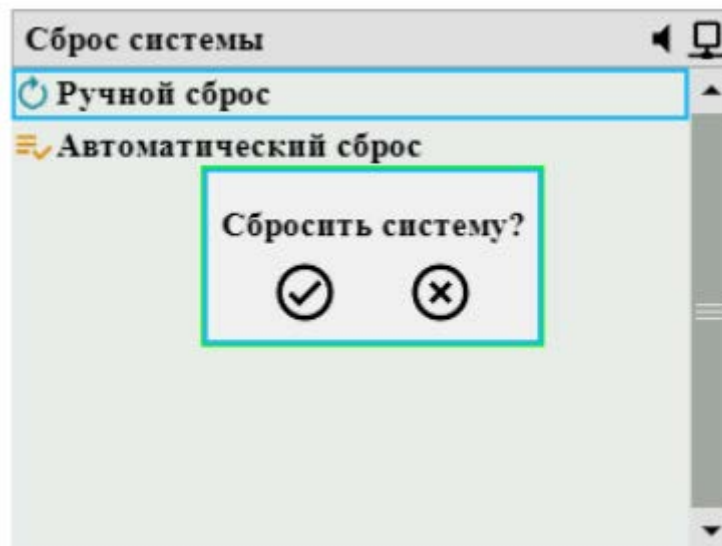 Сброс системы
Ручной сброс
Автоматический сброс
Сбросить систему?